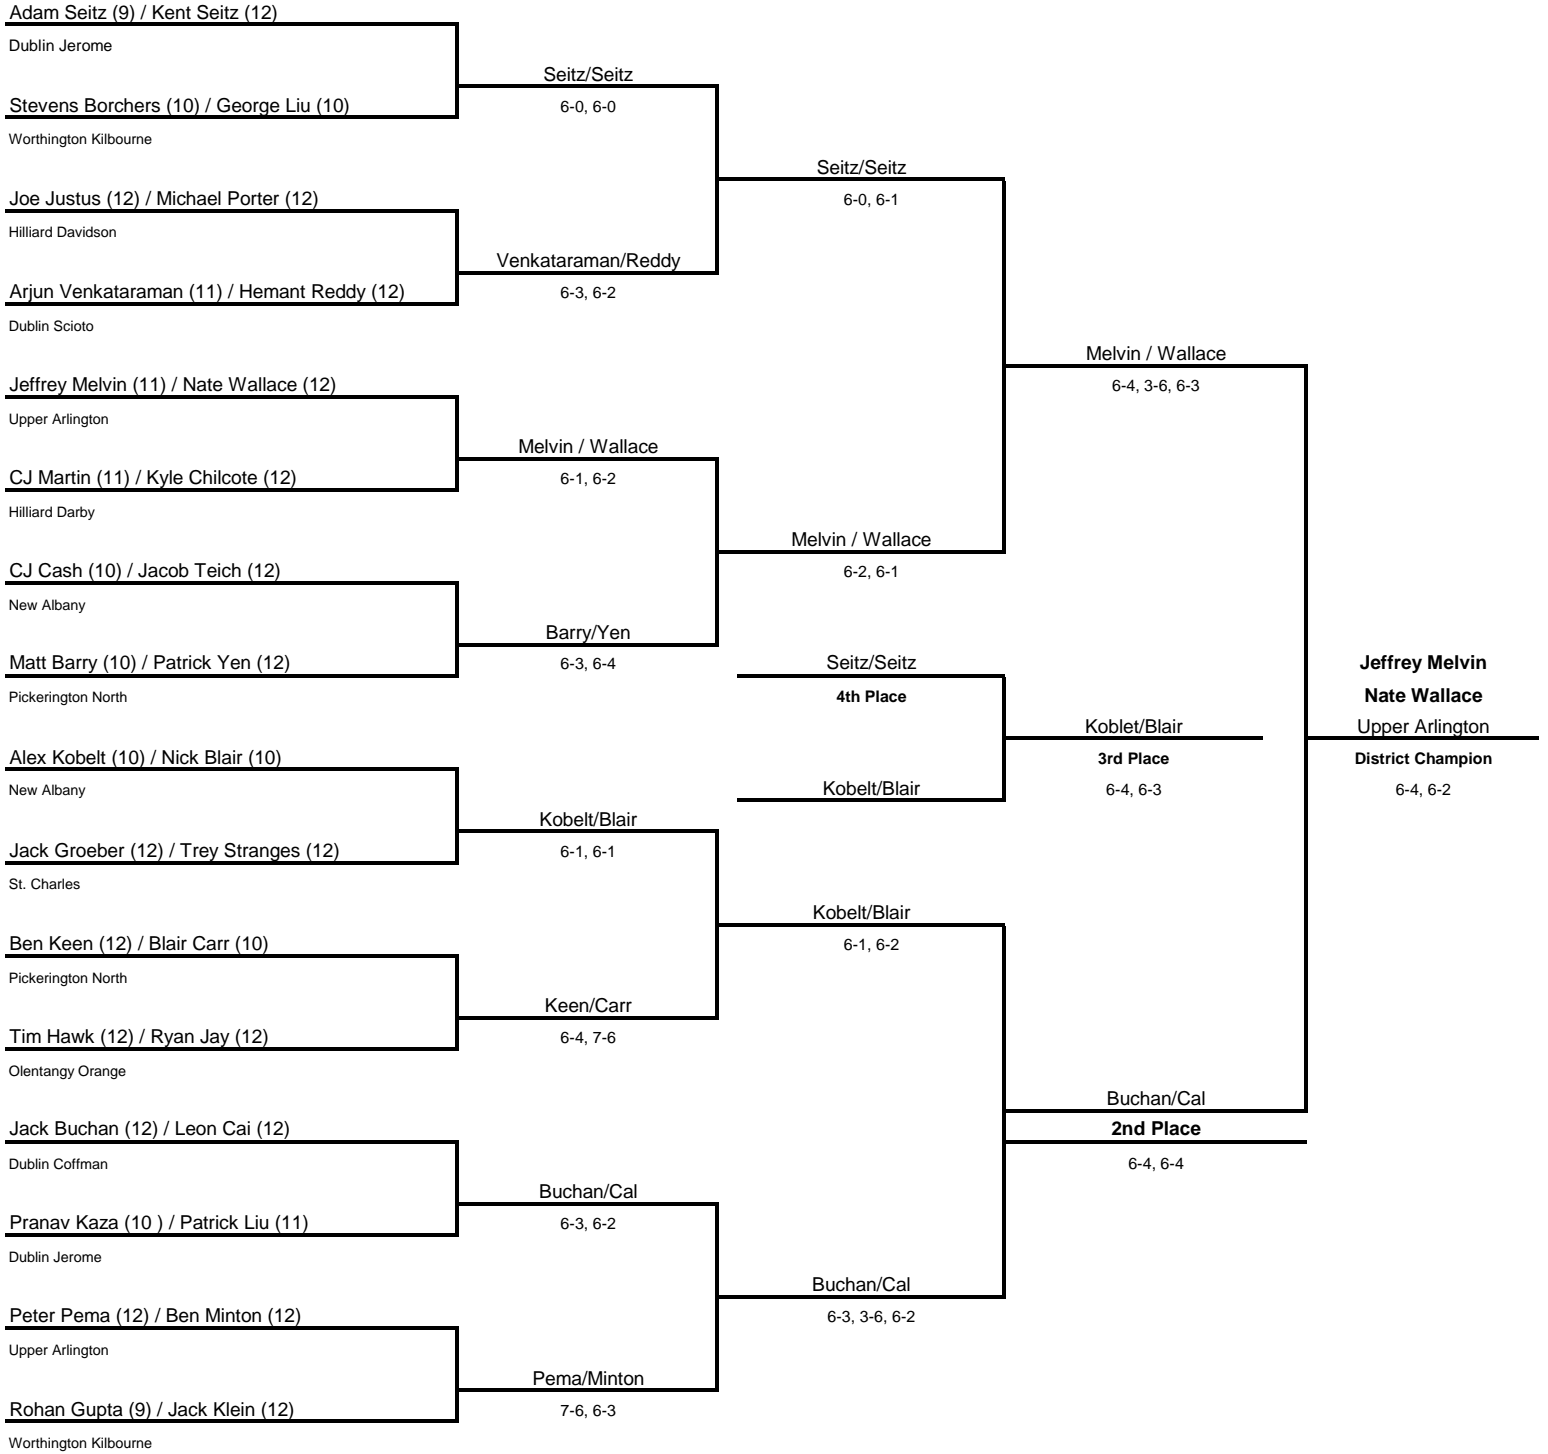 Adam Seitz (9) / Kent Seitz (12)
Dublin Jerome
Seitz/Seitz
Stevens Borchers (10) / George Liu (10)
6-0, 6-0
Worthington Kilbourne
Seitz/Seitz
Joe Justus (12) / Michael Porter (12)
6-0, 6-1
Hilliard Davidson
Venkataraman/Reddy
Arjun Venkataraman (11) / Hemant Reddy (12)
6-3, 6-2
Dublin Scioto
Melvin / Wallace
Jeffrey Melvin (11) / Nate Wallace (12)
6-4, 3-6, 6-3
Upper Arlington
Melvin / Wallace
CJ Martin (11) / Kyle Chilcote (12)
6-1, 6-2
Hilliard Darby
Melvin / Wallace
CJ Cash (10) / Jacob Teich (12)
6-2, 6-1
New Albany
Barry/Yen
Matt Barry (10) / Patrick Yen (12)
6-3, 6-4
Seitz/Seitz
Jeffrey Melvin
Pickerington North
4th Place
Nate Wallace
Koblet/Blair
Upper Arlington
Alex Kobelt (10) / Nick Blair (10)
3rd Place
District Champion
New Albany
Kobelt/Blair
6-4, 6-3
6-4, 6-2
Kobelt/Blair
Jack Groeber (12) / Trey Stranges (12)
6-1, 6-1
St. Charles
Kobelt/Blair
Ben Keen (12) / Blair Carr (10)
6-1, 6-2
Pickerington North
Keen/Carr
Tim Hawk (12) / Ryan Jay (12)
6-4, 7-6
Olentangy Orange
Buchan/Cal
Jack Buchan (12) / Leon Cai (12)
2nd Place
Dublin Coffman
6-4, 6-4
Buchan/Cal
Pranav Kaza (10 ) / Patrick Liu (11)
6-3, 6-2
Dublin Jerome
Buchan/Cal
Peter Pema (12) / Ben Minton (12)
6-3, 3-6, 6-2
Upper Arlington
Pema/Minton
Rohan Gupta (9) / Jack Klein (12)
7-6, 6-3
Worthington Kilbourne